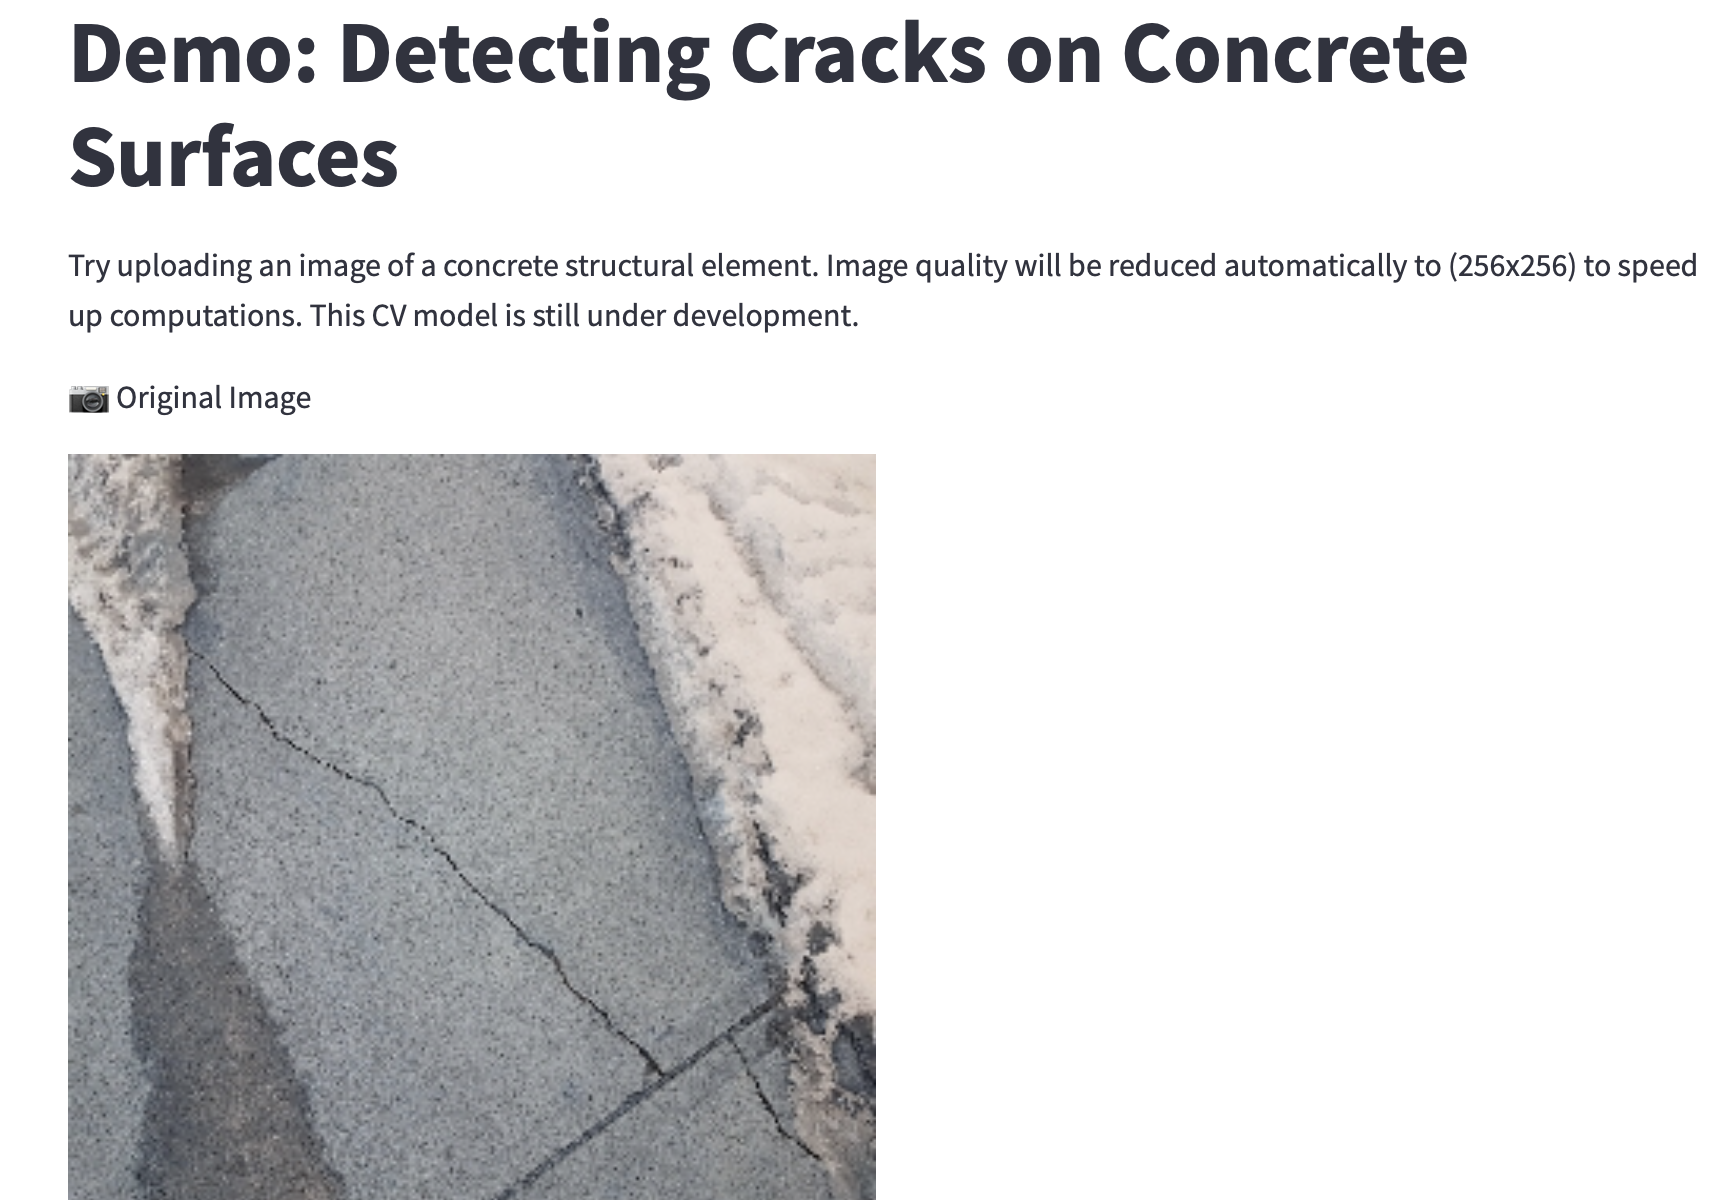 Demo: Detecting Cracks on Concrete
Surfaces
Try uploading an image of a concrete structural element. Image quality will be reduced automatically to (256x256) to speed
up computations. This CV model is still under development.
📷 Original Image